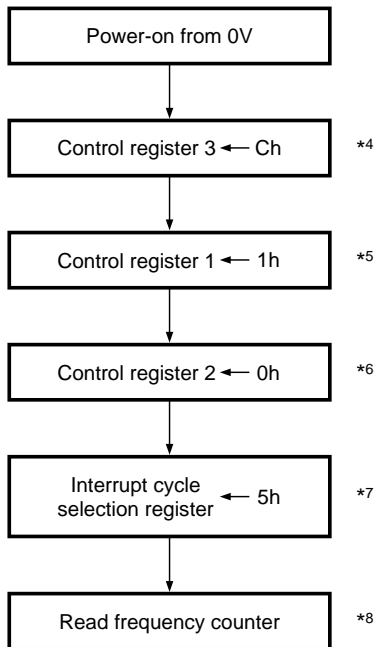 Power-on from 0V
Control register 3 ← Ch *4
Control register 1 ← 1h *5
Control register 2 ← 0h *6
Interrupt cycle
selection register ← 5h *7
Read frequency counter *8